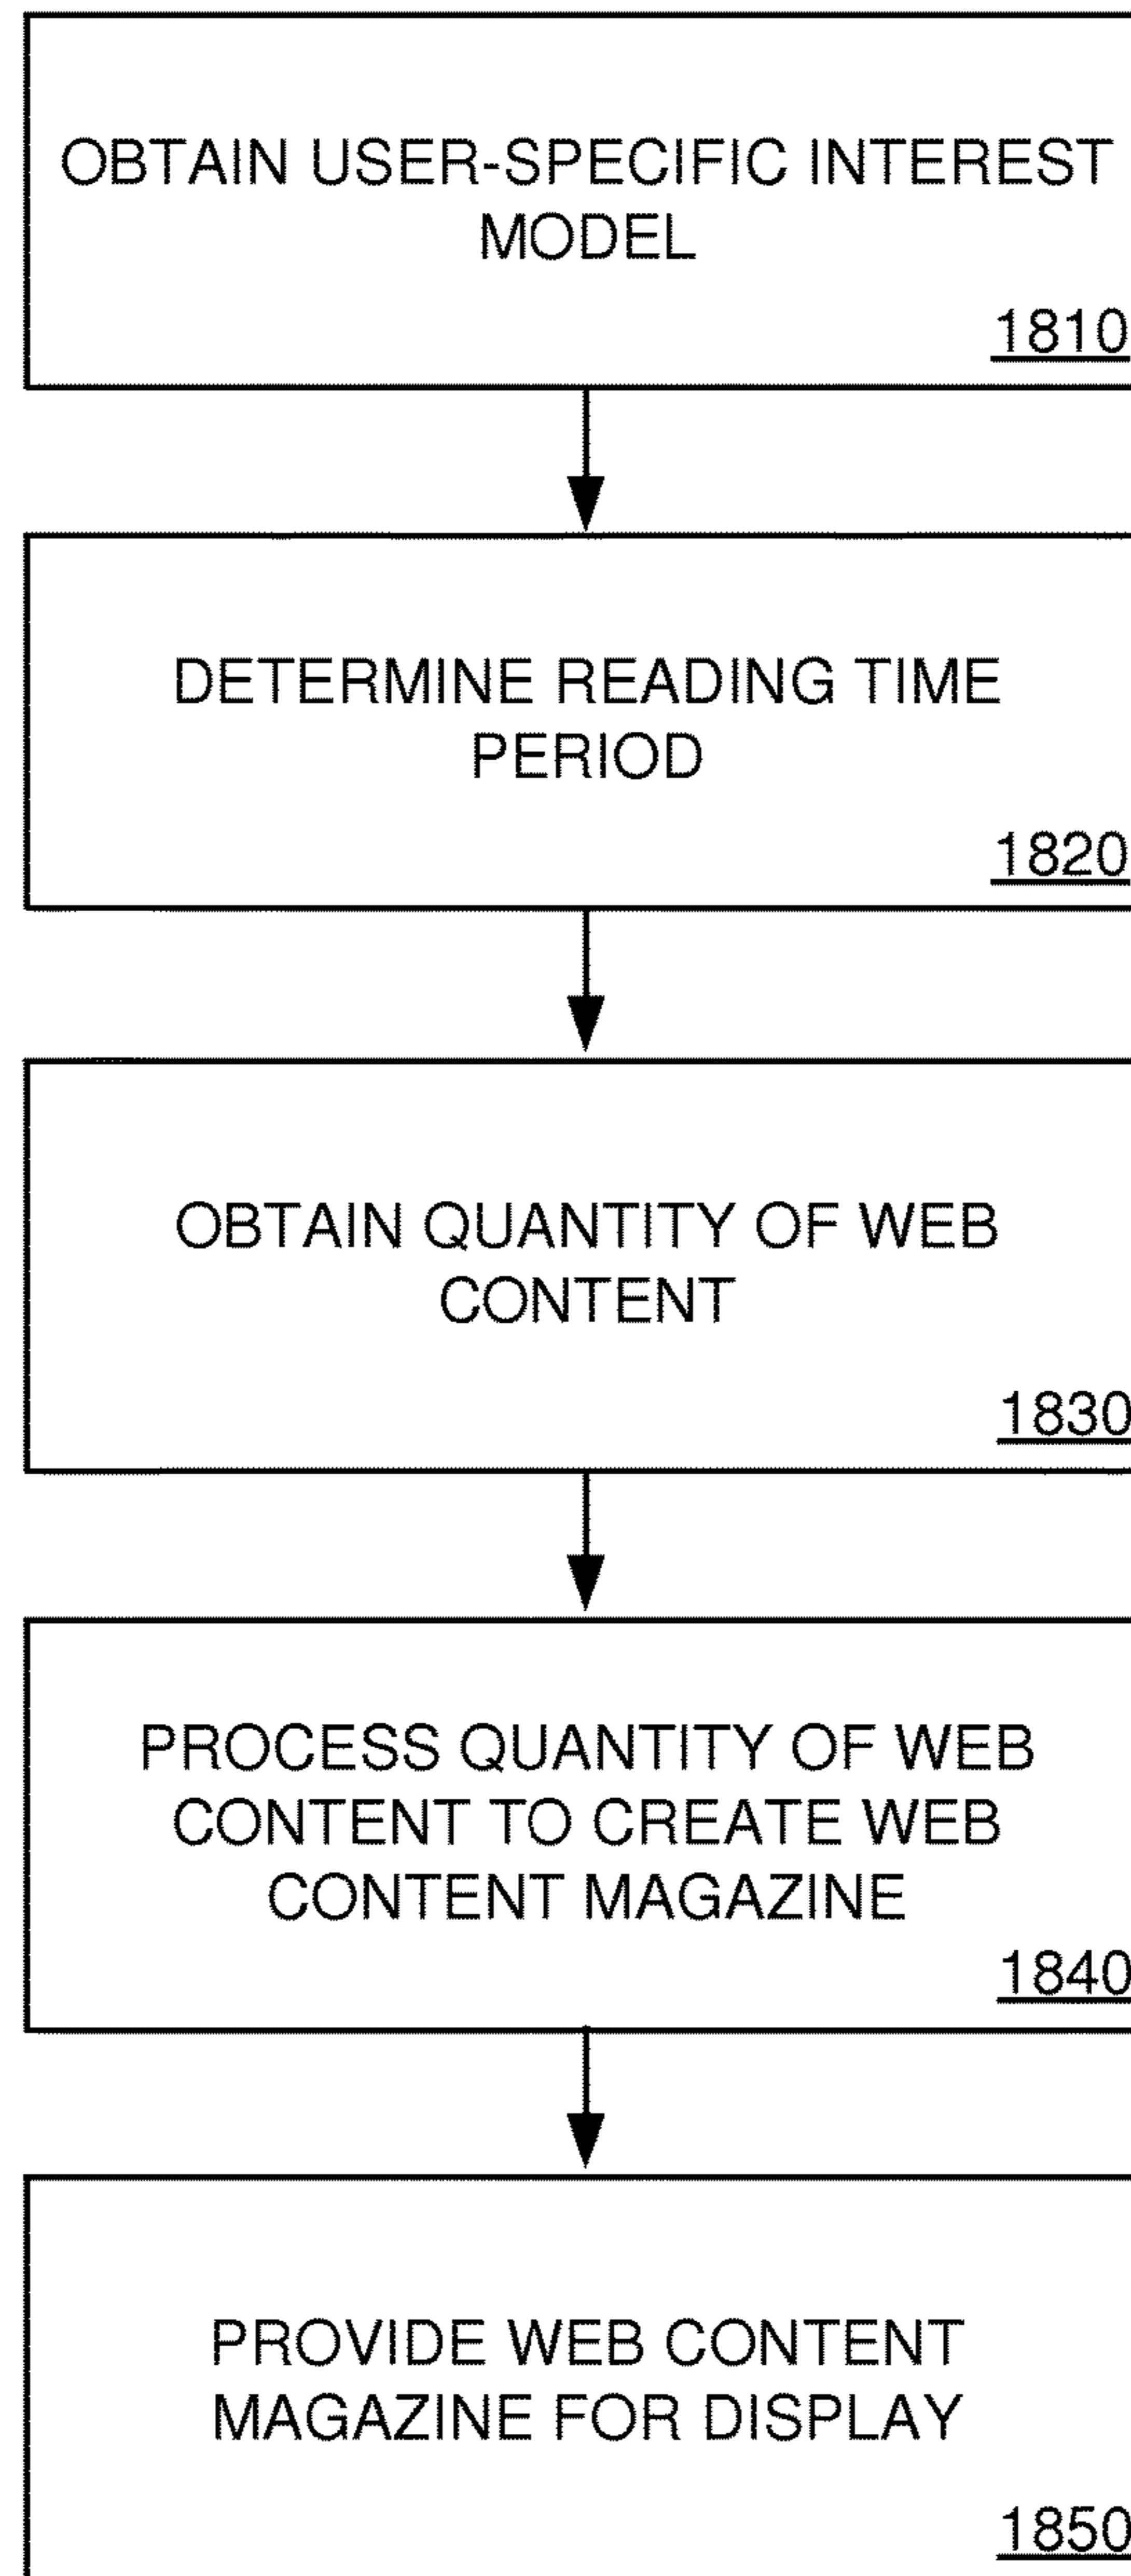 OBTAIN USER-SPECIFIC INTEREST
MODEL
1810
DETERMINE READING TIME
PERIOD
1820
OBTAIN QUANTITY OF WEB
CONTENT
1830
PROCESS QUANTITY OF WEB
CONTENT TO CREATE WEB
CONTENT MAGAZINE
1840
PROVIDE WEB CONTENT
MAGAZINE FOR DISPLAY
1850